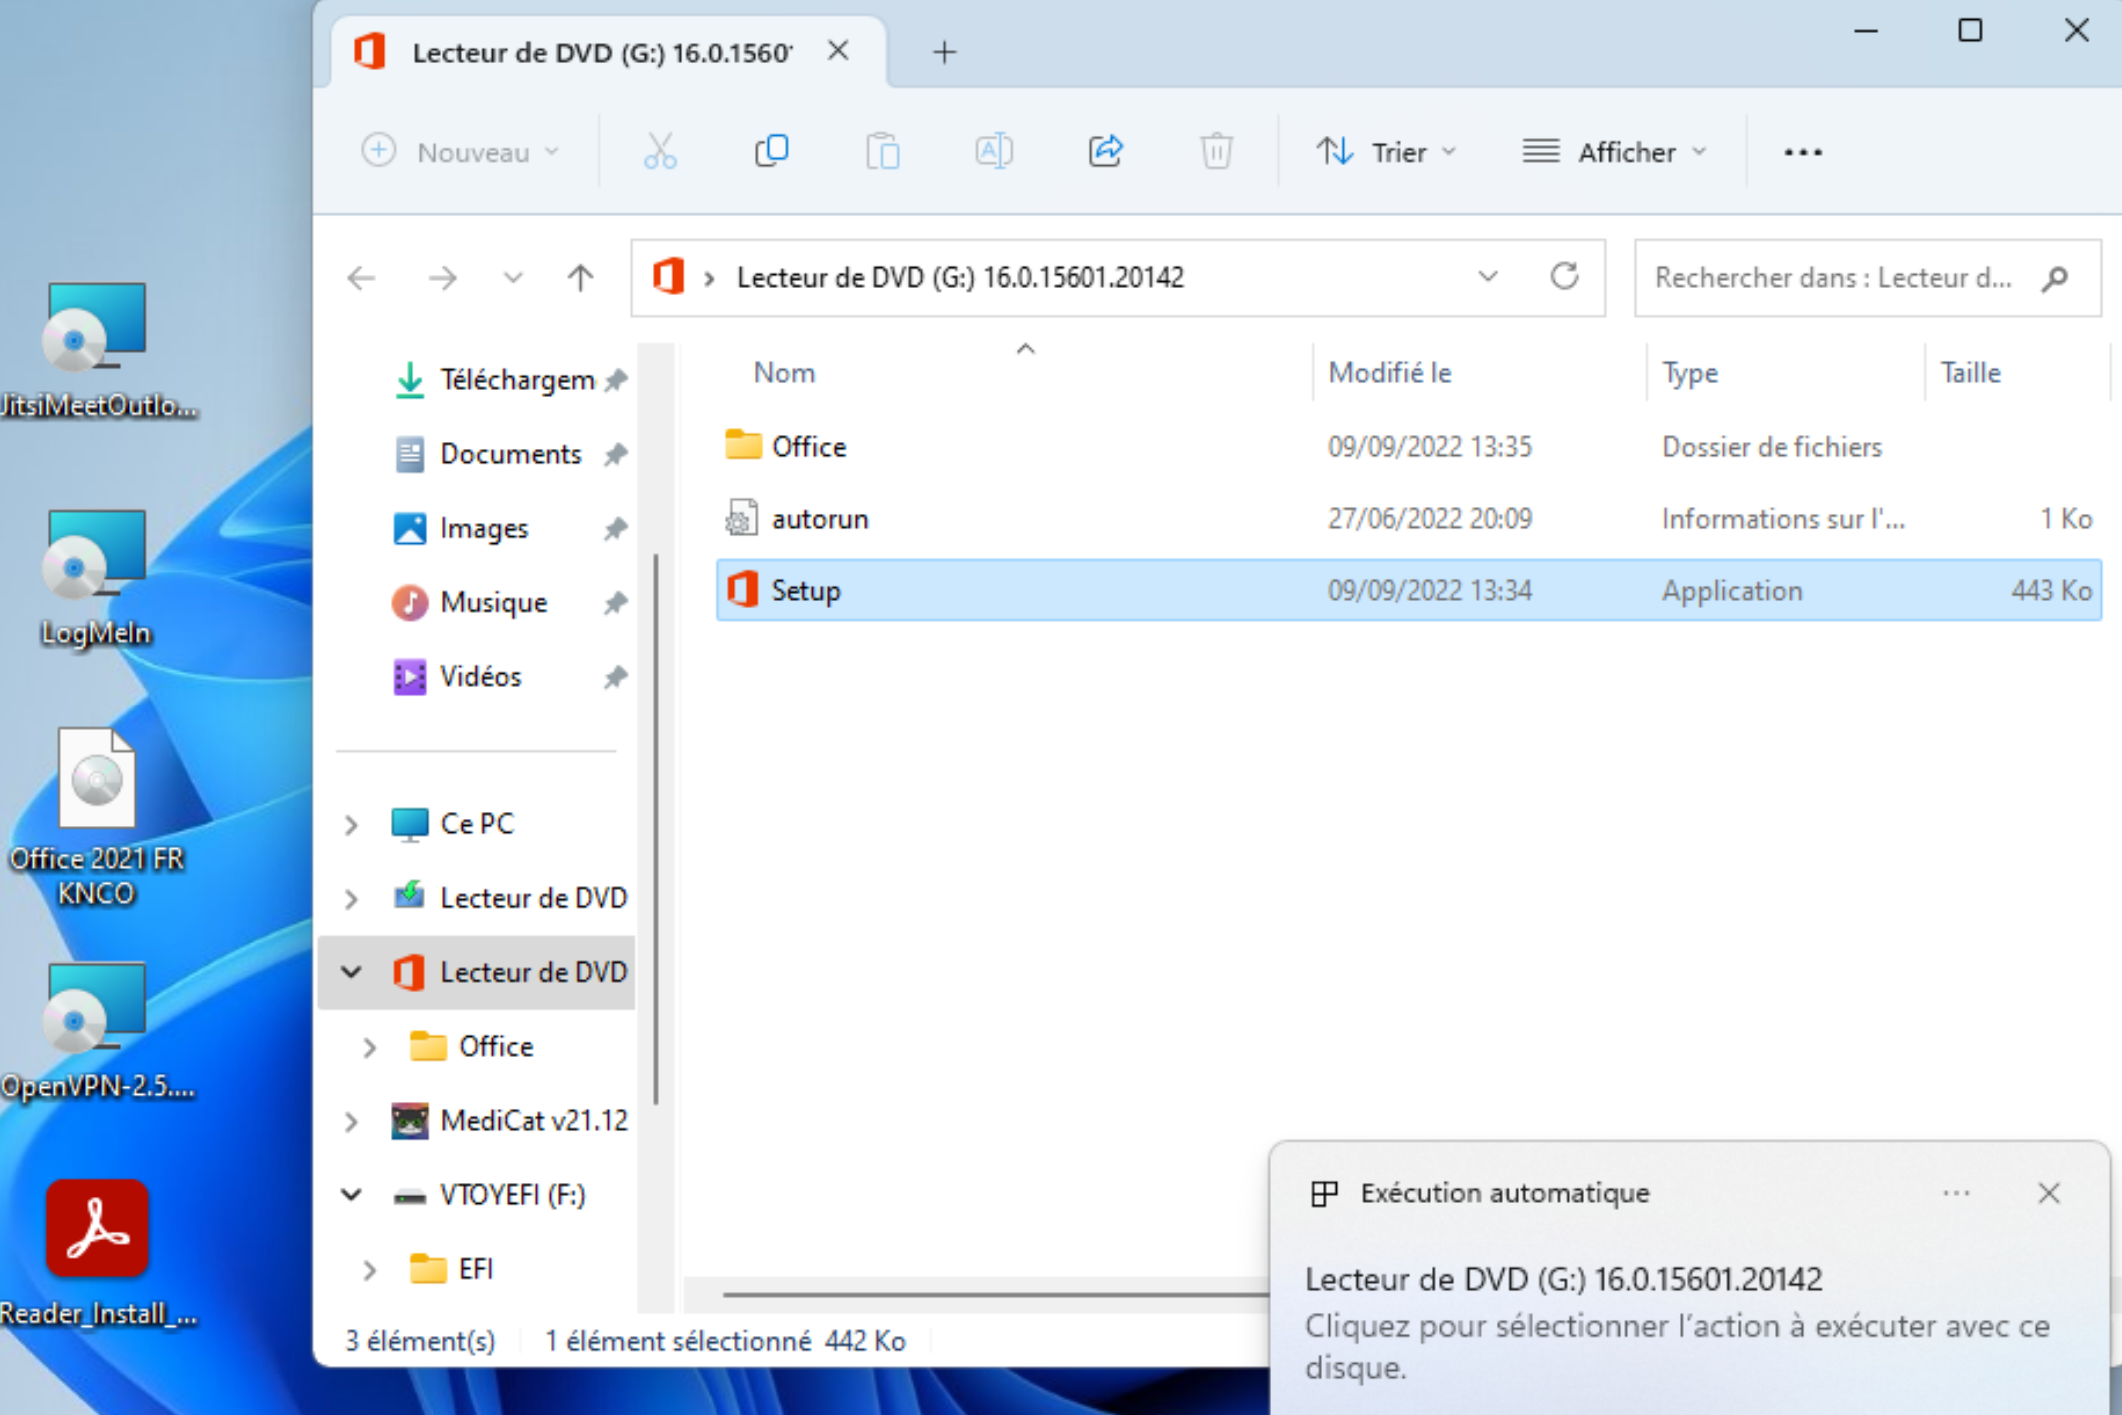 Lecteur de DVD (G:) 16.0.1560
Nouveau
Trier
Afficher
Lecteur de DVD (G:) 16.0.15601.20142
Rechercher dans : Lecteur d...
JitsiMeetOutlo...
LogMeIn
Office 2021 FR
KNCO
OpenVPN-2.5....
Reader_Install_...
Téléchargem
Documents
Images
Musique
Vidéos
Ce PC
Lecteur de DVD
Lecteur de DVD
Office
MediCat v21.12
VTOYEFI (F:)
EFI
Nom Modifié le Type Taille
Office 09/09/2022 13:35 Dossier de fichiers
autorun 27/06/2022 20:09 Informations sur l'... 1 Ko
Setup 09/09/2022 13:34 Application 443 Ko
3 élément(s) 1 élément sélectionné 442 Ko
Exécution automatique
Lecteur de DVD (G:) 16.0.15601.20142
Cliquez pour sélectionner l'action à exécuter avec ce
disque.